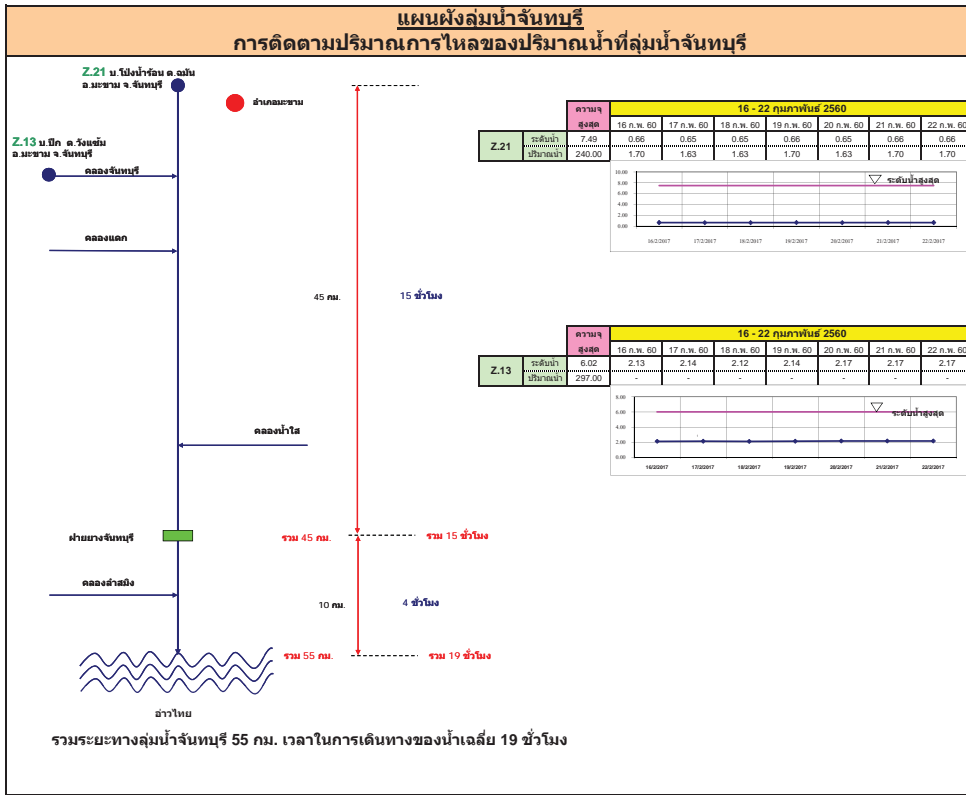 แผนผังลุ่มน้ำจันทบุรี
การติดตามปริมาณการไหลของปริมาณน้ำที่ลุ่มน้ำจันทบุรี
Z.21 บ.โป่งน้ำร้อน ต.ฉมัน
อ.มะขาม จ.จันทบุรี
อำเภอมะขาม
Z.13 บ.ปึก ต.วังแซ้ม
อ.มะขาม จ.จันทบุรี
คลองจันทบุรี
คลองแตก
45 กม. 15 ชั่วโมง
คลองน้ำใส
ฝายยางจันทบุรี รวม 45 กม. รวม 15 ชั่วโมง
คลองลำสมิง
10 กม. 4 ชั่วโมง
รวม 55 กม. รวม 19 ชั่วโมง
อ่าวไทย
รวมระยะทางลุ่มน้ำจันทบุรี 55 กม. เวลาในการเดินทางของน้ำเฉลี่ย 19 ชั่วโมง
ความจุ 16 - 22 กุมภาพันธ์ 2560
สูงสุด 16 ก.พ. 60 17 ก.พ. 60 18 ก.พ. 60 19 ก.พ. 60 20 ก.พ. 60 21 ก.พ. 60 22 ก.พ. 60
Z.21 ระดับน้ำ 7.49 0.66 0.65 0.65 0.66 0.65 0.66 0.66
ปริมาณน้ำ 240.00 1.70 1.63 1.63 1.70 1.63 1.70 1.70
ระดับน้ำสูงสุด
10.00
8.00
6.00
4.00
2.00
0.00
16/2/2017 17/2/2017 18/2/2017 19/2/2017 20/2/2017 21/2/2017 22/2/2017
ความจุ 16 - 22 กุมภาพันธ์ 2560
สูงสุด 16 ก.พ. 60 17 ก.พ. 60 18 ก.พ. 60 19 ก.พ. 60 20 ก.พ. 60 21 ก.พ. 60 22 ก.พ. 60
Z.13 ระดับน้ำ 6.02 2.13 2.14 2.12 2.14 2.17 2.17 2.17
ปริมาณน้ำ 297.00 - - - - - - -
ระดับน้ำสูงสุด
8.00
6.00
4.00
2.00
0.00
16/2/2017 17/2/2017 18/2/2017 19/2/2017 20/2/2017 21/2/2017 22/2/2017